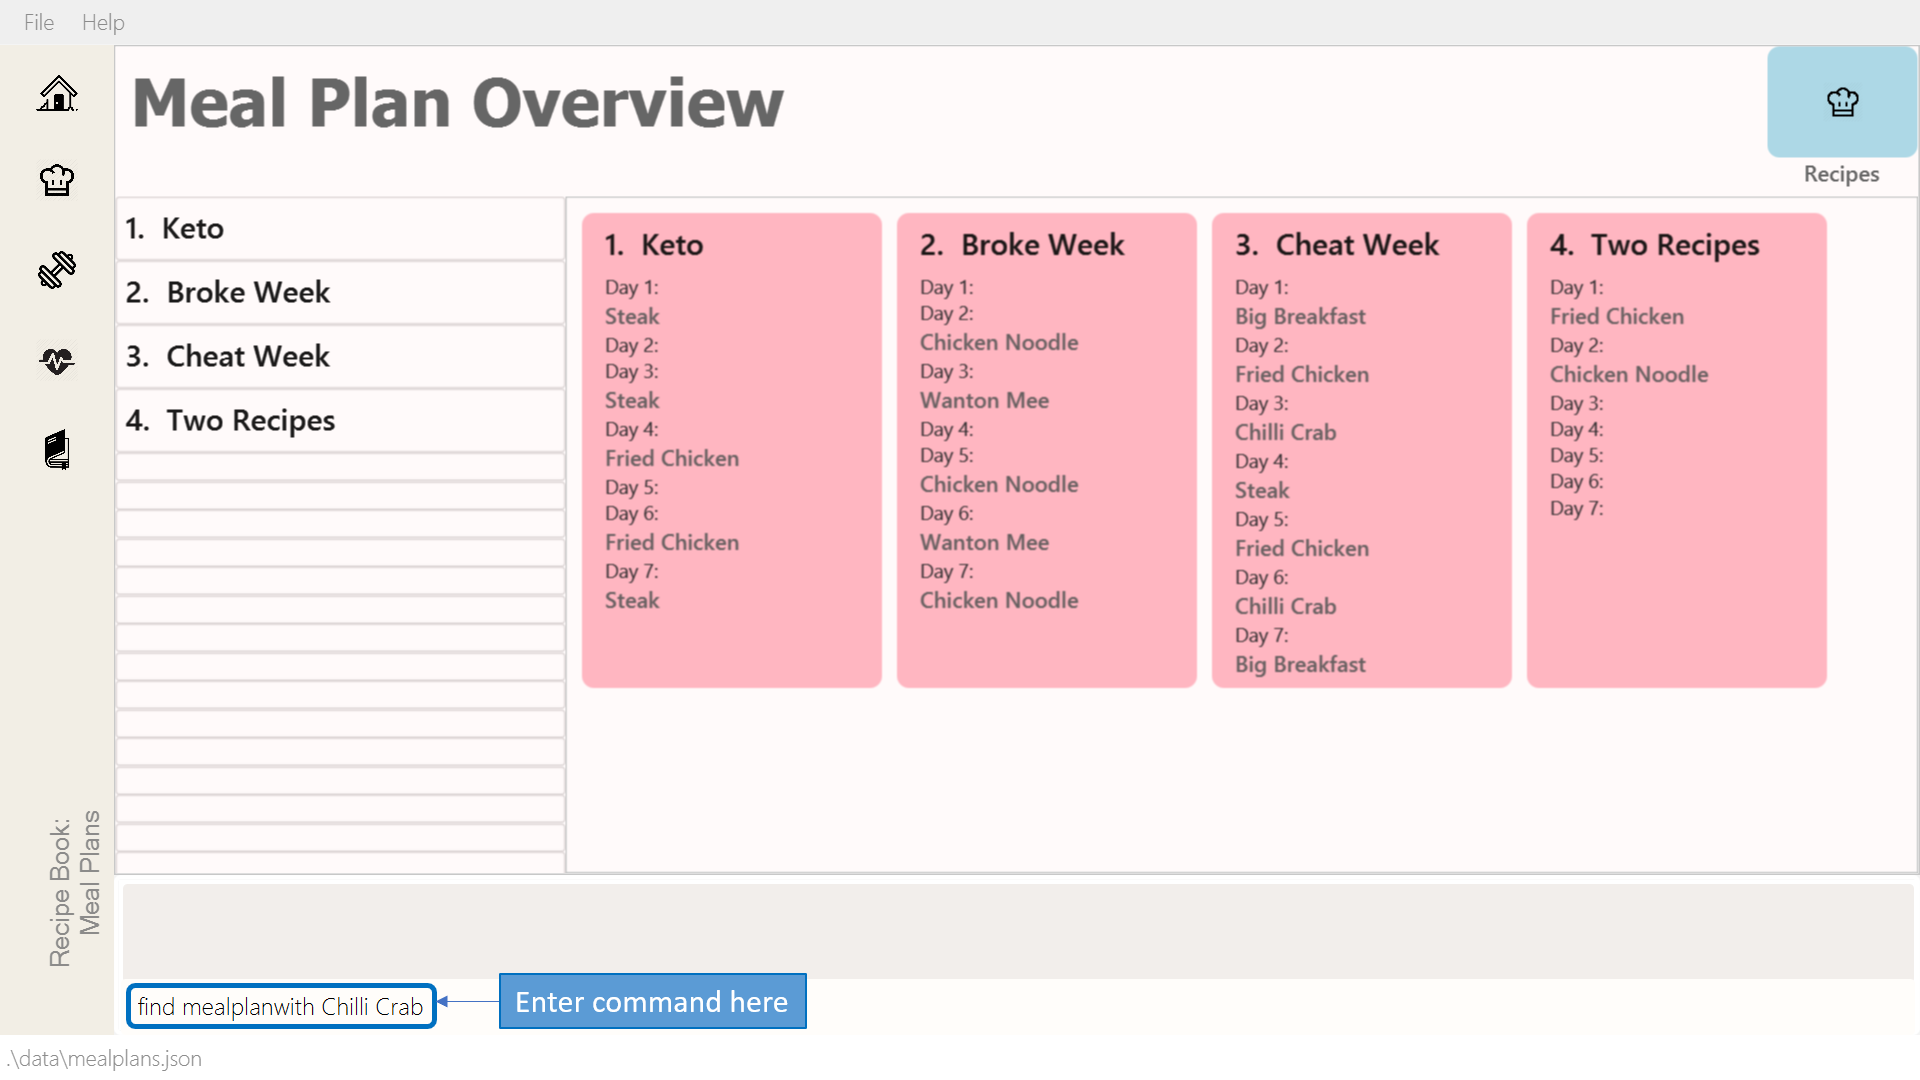 File Help
Meal Plan Overview
Recipes
1. Keto
2. Broke Week
3. Cheat Week
4. Two Recipes
1. Keto
Day 1:
Steak
Day 2:
Day 3:
Steak
Day 4:
Fried Chicken
Day 5:
Day 6:
Fried Chicken
Day 7:
Steak
2. Broke Week
Day 1:
Day 2:
Chicken Noodle
Day 3:
Wanton Mee
Day 4:
Day 5:
Chicken Noodle
Day 6:
Wanton Mee
Day 7:
Chicken Noodle
3. Cheat Week
Day 1:
Big Breakfast
Day 2:
Fried Chicken
Day 3:
Chilli Crab
Day 4:
Steak
Day 5:
Fried Chicken
Day 6:
Chilli Crab
Day 7:
Big Breakfast
4. Two Recipes
Day 1:
Fried Chicken
Day 2:
Chicken Noodle
Day 3:
Day 4:
Day 5:
Day 6:
Day 7:
Recipe Book:
Meal Plans
find mealplanwith Chilli Crab
Enter command here
.\data\mealplans.json